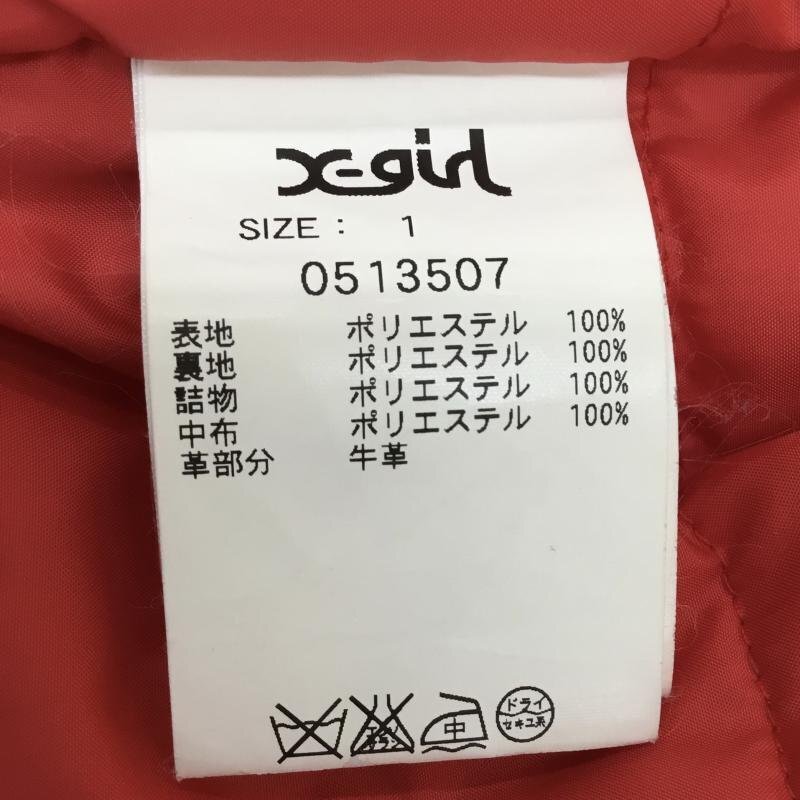 X-girl
SIZE : 1
0513507
表地 ポリエステル 100%
裏地 ポリエステル 100%
詰物 ポリエステル 100%
中布 ポリエステル 100%
革部分 牛革
中
ドライ
セキユ系